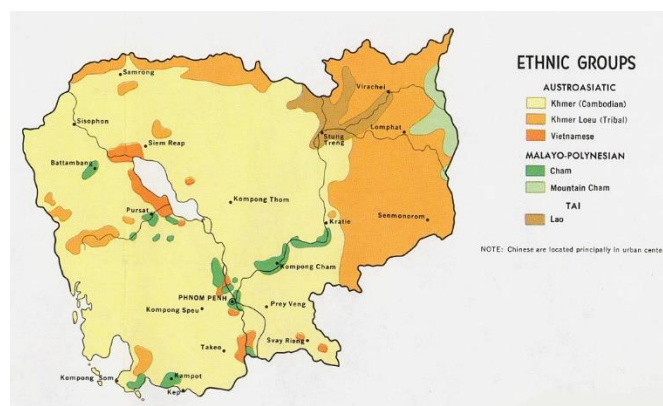 Samrong
Sisophon
Siem Reap
Battambang
Pursat
Kompong Thom
Virachei
Stung
Treng
Lomphat
Senmonorom
Kratie
Kompong Cham
PHNOM PENH
Kompong Speu
Prey Veng
Takeo
Svay Rieng
Kompong Som
Kampot
Kep
ETHNIC GROUPS
AUSTROASIATIC
Khmer (Cambodian)
Khmer Loeu (Tribal)
Vietnamese
MALAYO-POLYNESIAN
Cham
Mountain Cham
TAI
Lao
NOTE: Chinese are located principally in urban cente